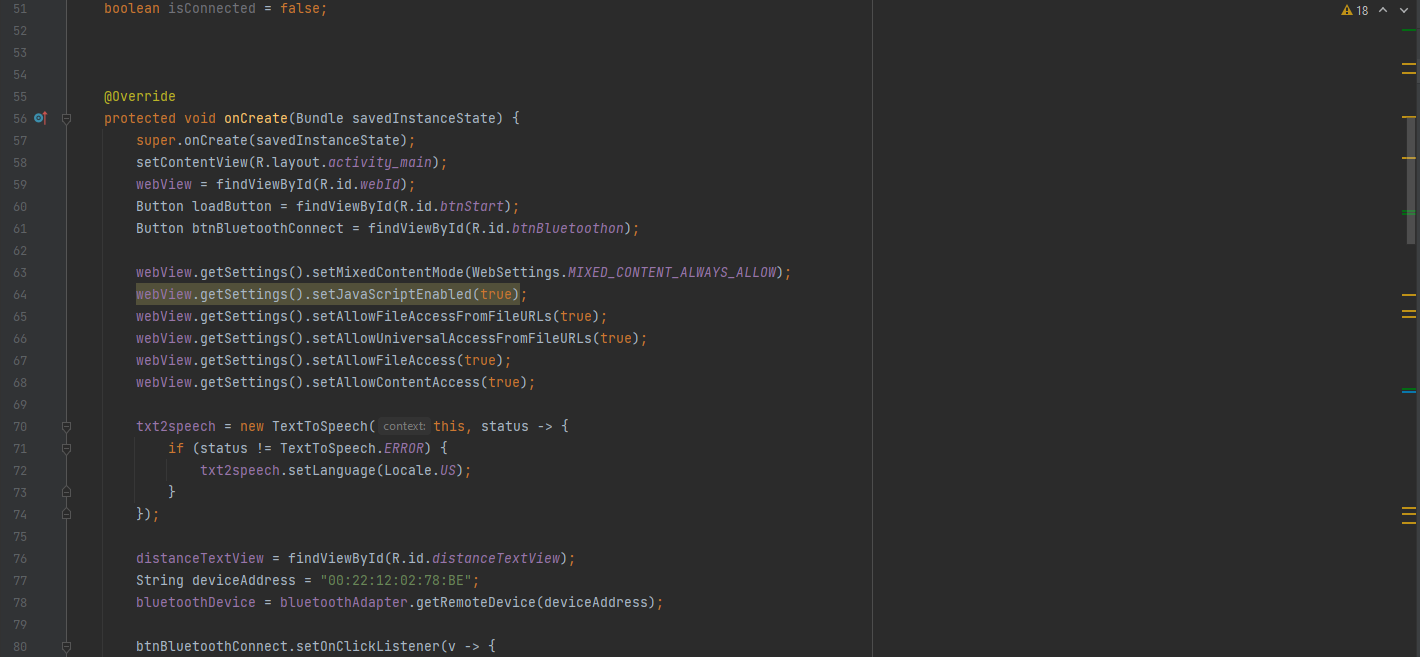 18
51 boolean isConnected = false;
52
53
54
55 @Override
56 protected void onCreate(Bundle savedInstanceState) {
57 super.onCreate(savedInstanceState);
58 setContentView(R.layout.activity_main);
59 webView = findViewById(R.id.webId);
60 Button loadButton = findViewById(R.id.btnStart);
61 Button btnBluetoothConnect = findViewById(R.id.btnBluetoothon);
62
63 webView.getSettings().setMixedContentMode(WebSettings.MIXED_CONTENT_ALWAYS_ALLOW);
64 webView.getSettings().setJavaScriptEnabled(true);
65 webView.getSettings().setAllowFileAccessFromFileURLs(true);
66 webView.getSettings().setAllowUniversalAccessFromFileURLs(true);
67 webView.getSettings().setAllowFileAccess(true);
68 webView.getSettings().setAllowContentAccess(true);
69
70 txt2speech = new TextToSpeech( context: this, status -> {
71 if (status != TextToSpeech.ERROR) {
72 txt2speech.setLanguage(Locale.US);
73 }
74 });
75
76 distanceTextView = findViewById(R.id.distanceTextView);
77 String deviceAddress = "00:22:12:02:78:BE";
78 bluetoothDevice = bluetoothAdapter.getRemoteDevice(deviceAddress);
79
80 btnBluetoothConnect.setOnClickListener(v -> {